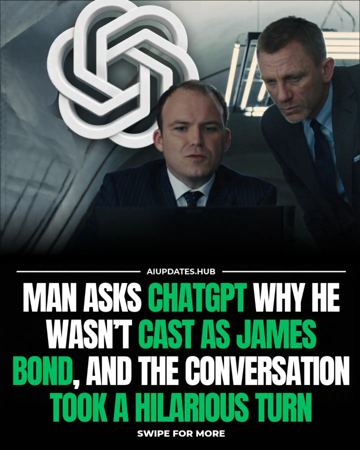 AIUPDATES.HUB
MAN ASKS CHATGPT WHY HE
WASN'T CAST AS JAMES
BOND, AND THE CONVERSATION
TOOK A HILARIOUS TURN
SWIPE FOR MORE